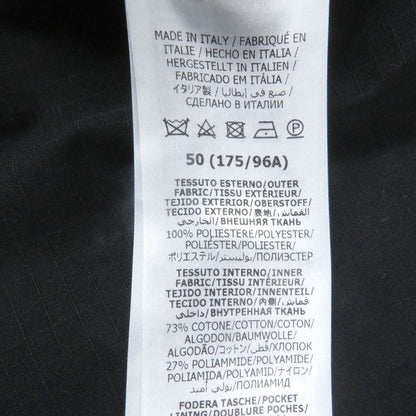 MADE IN ITALY / FABRIQUÉ EN
ITALIE / HECHO EN ITALIA /
HERGESTELLT IN ITALIEN /
FABRICADO EM ITÁLIA /
イタリア製 / صنع في إيطاليا /
СДЕЛАНО В ИТАЛИИ
P
50 (175/96A)
TESSUTO ESTERNO/OUTER
FABRIC/TISSU EXTÉRIEUR/
TEJIDO EXTERIOR/OBERSTOFF/
TECIDO EXTERNO/表地/القماش
الخارجي/ВНЕШНЯЯ ТКАНЬ
100% POLIESTERE/POLYESTER/
POLIÉSTER/POLIESTER/
ポリエステル/بوليستر/ПОЛИЭСТЕР
TESSUTO INTERNO/INNER
FABRIC/TISSU INTÉRIEUR/
TEJIDO INTERIOR/INNENTEIL/
TECIDO INTERNO/内側/قماش
داخلي/ВНУТРЕННЯЯ ТКАНЬ
73% COTONE/COTTON/COTON/
ALGODON/BAUMWOLLE/
ALGODÃO/コットン/قطن/ХЛОПОК
27% POLIAMMIDE/POLYAMIDE/
POLIAMIDA/POLYAMID/ナイロン/
بولي أميد/ПОЛИАМИД
FODERA TASCHE/POCKET
LINING/DOUBLURE POCHES/